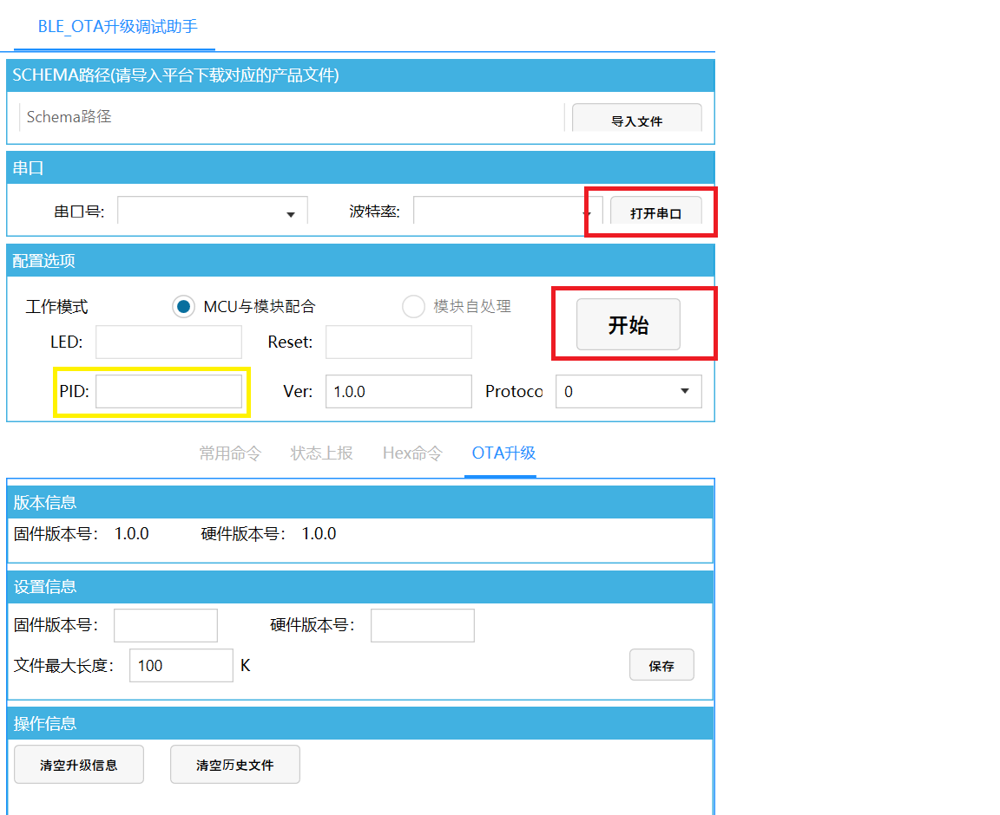 BLE_OTA升级调试助手
SCHEMA路径(请导入平台下载对应的产品文件)
Schema路径 导入文件
串口
串口号: 波特率: 打开串口
配置选项
工作模式 MCU与模块配合 模块自处理 开始
LED: Reset:
PID: Ver: 1.0.0 Protoco 0
常用命令 状态上报 Hex命令 OTA升级
版本信息
固件版本号： 1.0.0 硬件版本号： 1.0.0
设置信息
固件版本号： 硬件版本号：
文件最大长度： 100 K 保存
操作信息
清空升级信息 清空历史文件